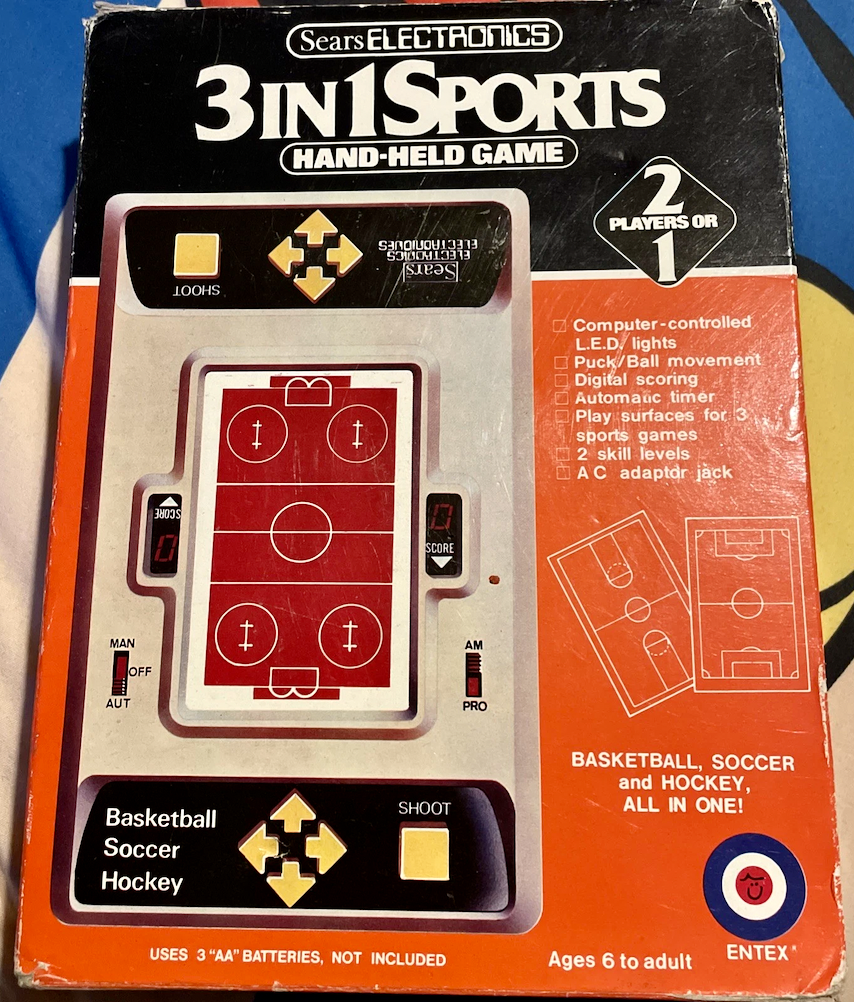 Sears ELECTRONICS
3 IN 1 SPORTS
HAND-HELD GAME
2
PLAYERS OR
1
SHOOT
Sears
ELECTRONICS
ELECTRONIQUES
Computer-controlled
L.E.D. lights
Puck/Ball movement
Digital scoring
Automatic timer
Play surfaces for 3
sports games
2 skill levels
AC adaptor jack
SCORE
0
0
SCORE
MAN
OFF
AUT
AM
PRO
BASKETBALL, SOCCER
and HOCKEY,
ALL IN ONE!
Basketball
Soccer
Hockey
SHOOT
ENTEX
USES 3 "AA" BATTERIES, NOT INCLUDED
Ages 6 to adult